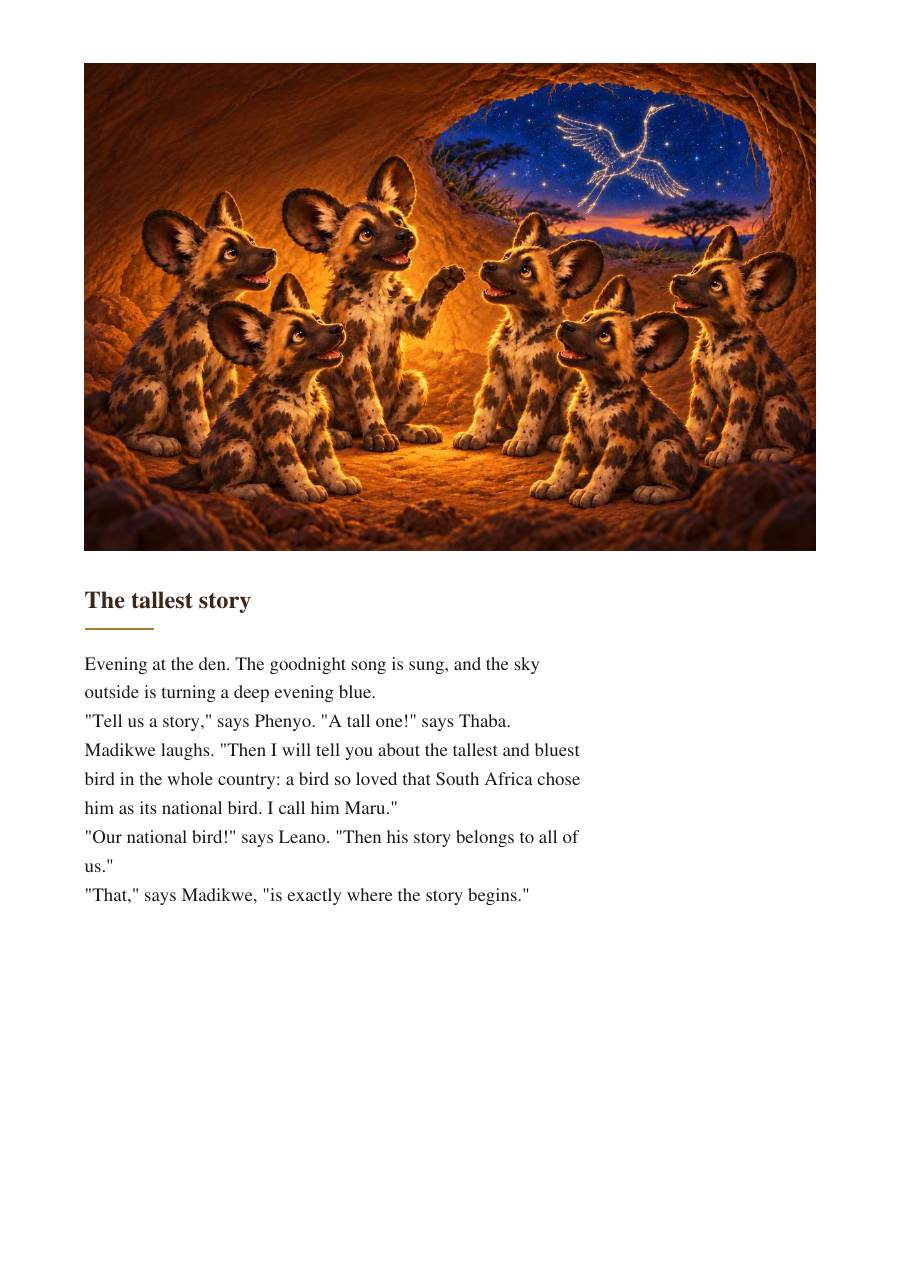 The tallest story
Evening at the den. The goodnight song is sung, and the sky
outside is turning a deep evening blue.
"Tell us a story," says Phenyo. "A tall one!" says Thaba.
Madikwe laughs. "Then I will tell you about the tallest and bluest
bird in the whole country: a bird so loved that South Africa chose
him as its national bird. I call him Maru."
"Our national bird!" says Leano. "Then his story belongs to all of
us."
"That," says Madikwe, "is exactly where the story begins."